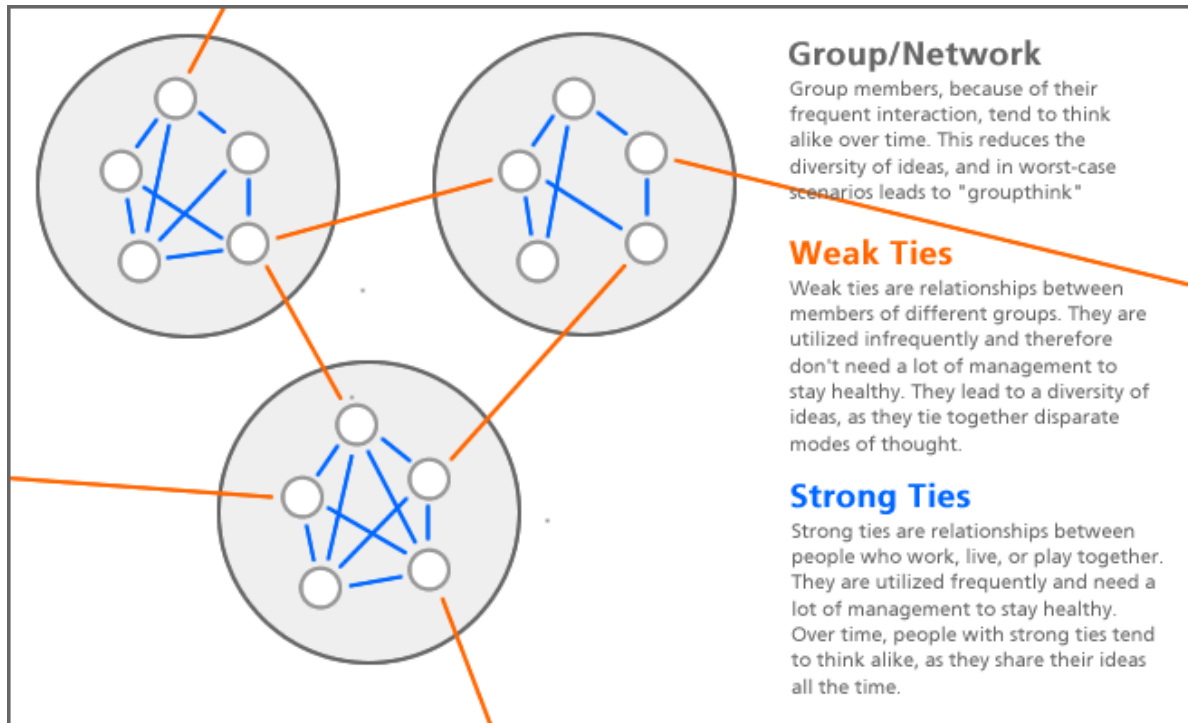 Group/Network
Group members, because of their
frequent interaction, tend to think
alike over time. This reduces the
diversity of ideas, and in worst-case
scenarios leads to "groupthink"
Weak Ties
Weak ties are relationships between
members of different groups. They are
utilized infrequently and therefore
don't need a lot of management to
stay healthy. They lead to a diversity of
ideas, as they tie together disparate
modes of thought.
Strong Ties
Strong ties are relationships between
people who work, live, or play together.
They are utilized frequently and need a
lot of management to stay healthy.
Over time, people with strong ties tend
to think alike, as they share their ideas
all the time.